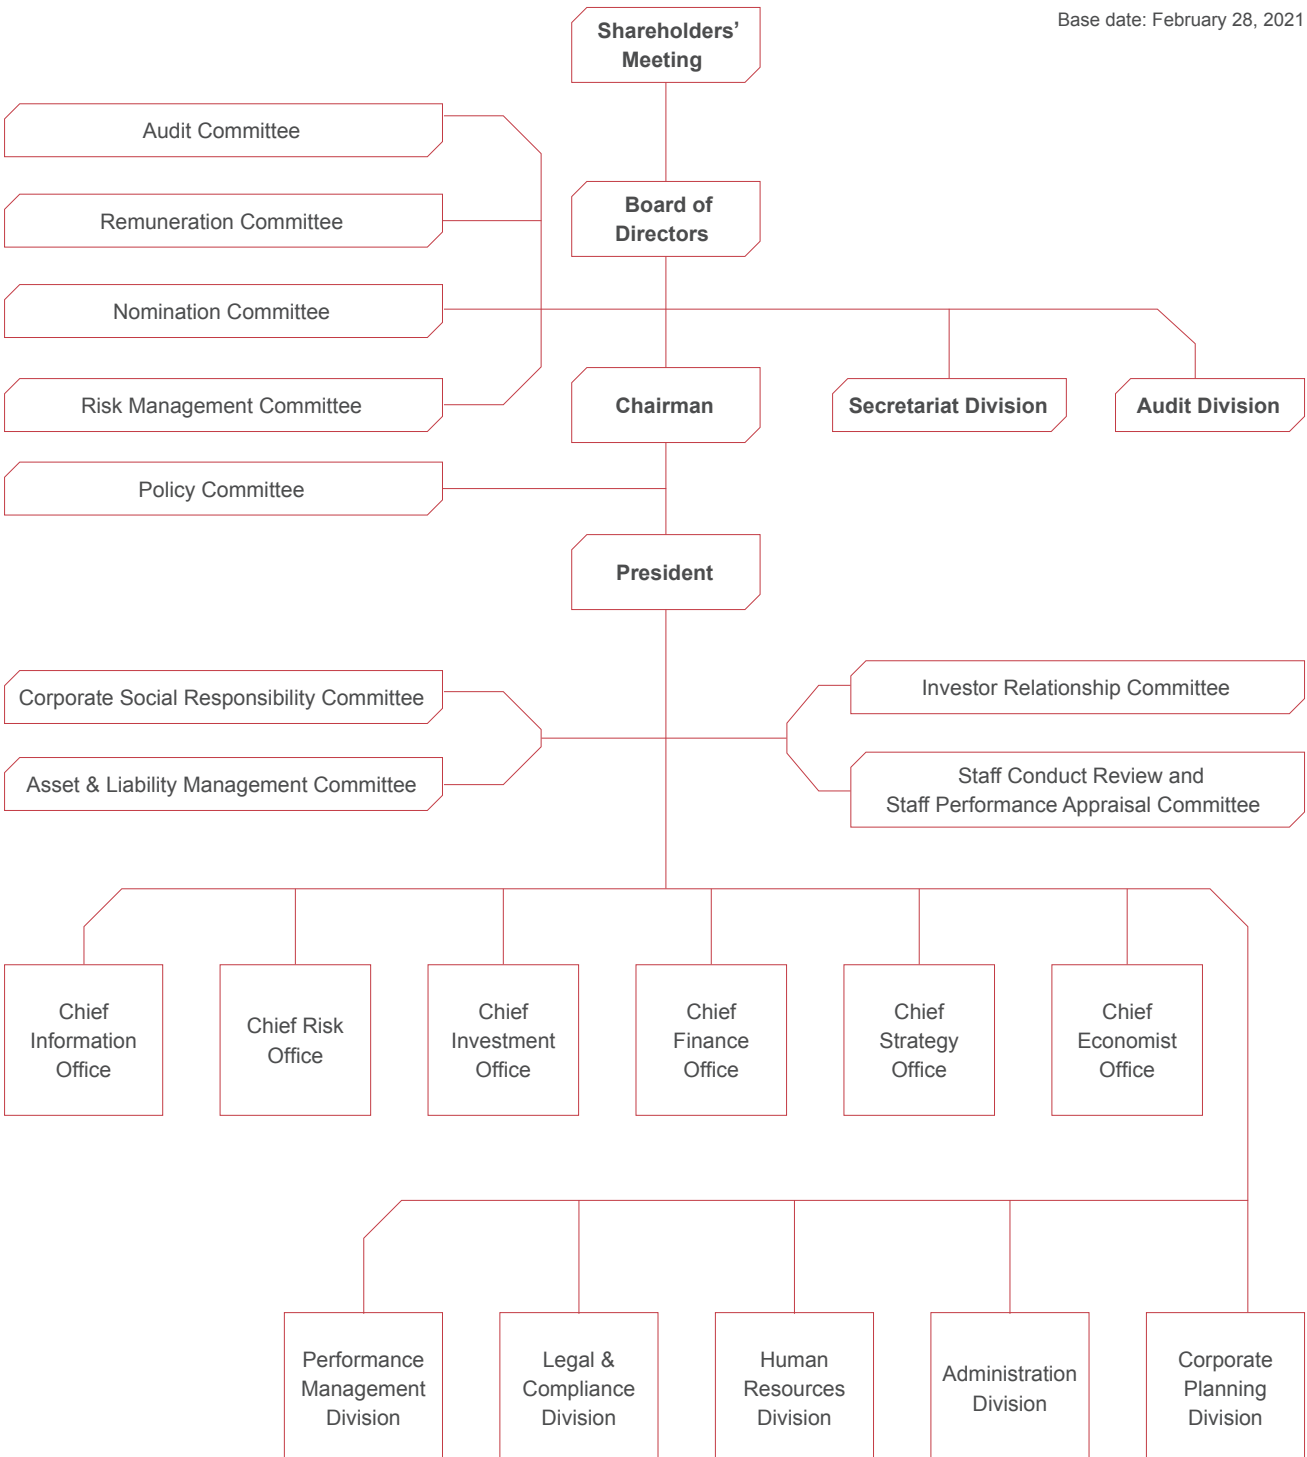 Base date: February 28, 2021
Shareholders’
Meeting
Audit Committee
Remuneration Committee
Board of
Directors
Nomination Committee
Risk Management Committee
Chairman
Secretariat Division
Audit Division
Policy Committee
President
Corporate Social Responsibility Committee
Investor Relationship Committee
Asset & Liability Management Committee
Staff Conduct Review and
Staff Performance Appraisal Committee
Chief
Information
Office
Chief Risk
Office
Chief
Investment
Office
Chief
Finance
Office
Chief
Strategy
Office
Chief
Economist
Office
Performance
Management
Division
Legal &
Compliance
Division
Human
Resources
Division
Administration
Division
Corporate
Planning
Division